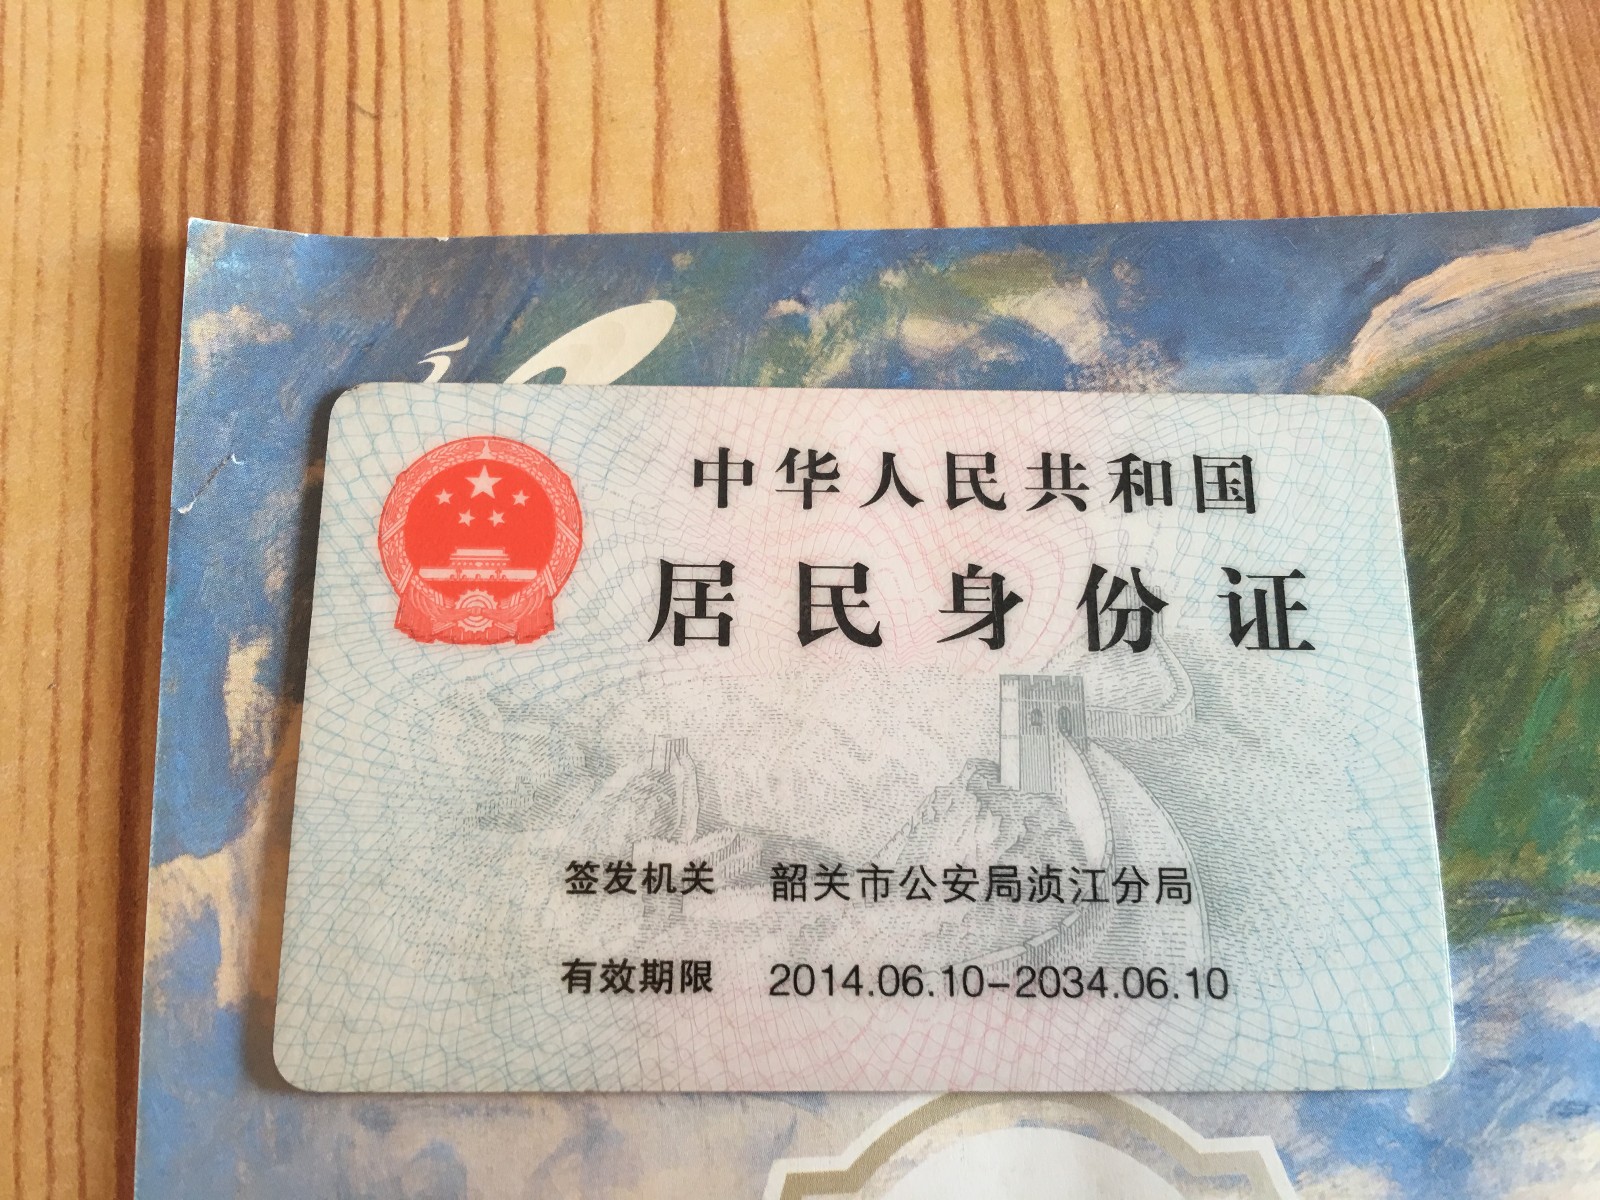 中华人民共和国
居民身份证
签发机关 韶关市公安局浈江分局
有效期限 2014.06.10-2034.06.10